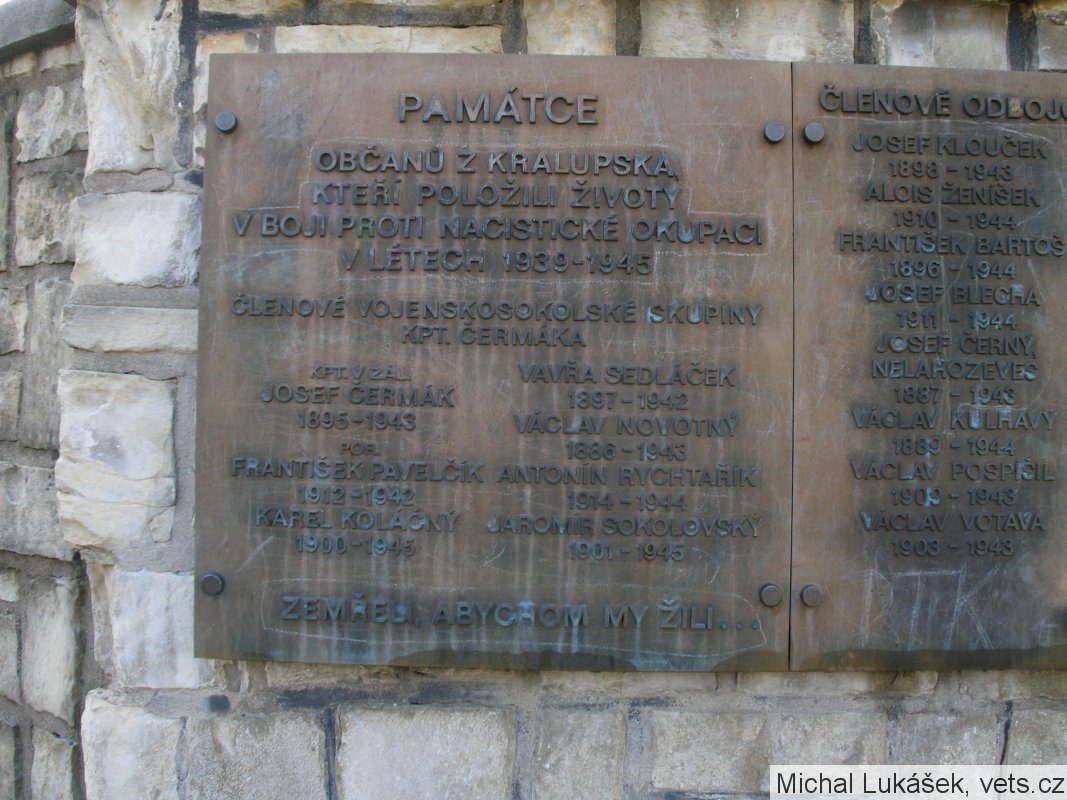 PAMÁTCE
OBČANŮ Z KRALUPSKA,
KTEŘÍ POLOŽILI ŽIVOTY
V BOJI PROTI NACISTICKÉ OKUPACI
V LÉTECH 1939-1945
ČLENOVÉ VOJENSKOSOKOLSKÉ SKUPINY
KPT. ČERMÁKA
KPT. V ZÁL.
JOSEF ČERMÁK
1895-1943
POR.
FRANTIŠEK PAVELČÍK
1912-1942
KAREL KOLÁČNÝ
1900-1945
VAVŘA SEDLÁČEK
1897-1942
VÁCLAV NOVOTNÝ
1886-1943
ANTONÍN RYCHTAŘÍK
1914-1944
JAROMÍR SOKOLOVSKÝ
1901-1945
ZEMŘELI, ABYCHOM MY ŽILI...
ČLENOVÉ ODBOJO
JOSEF KLOUČEK
1898-1943
ALOIS ŽENÍŠEK
1910-1944
FRANTIŠEK BARTOŠ
1896-1944
JOSEF BLECHA
1911-1944
JOSEF ČERNÝ,
NELAHOZEVES
1887-1943
VÁCLAV KULHAVÝ
1889-1944
VÁCLAV POSPÍŠIL
1909-1943
VÁCLAV VOTAVA
1903-1943
TK
Michal Lukášek, vets.cz